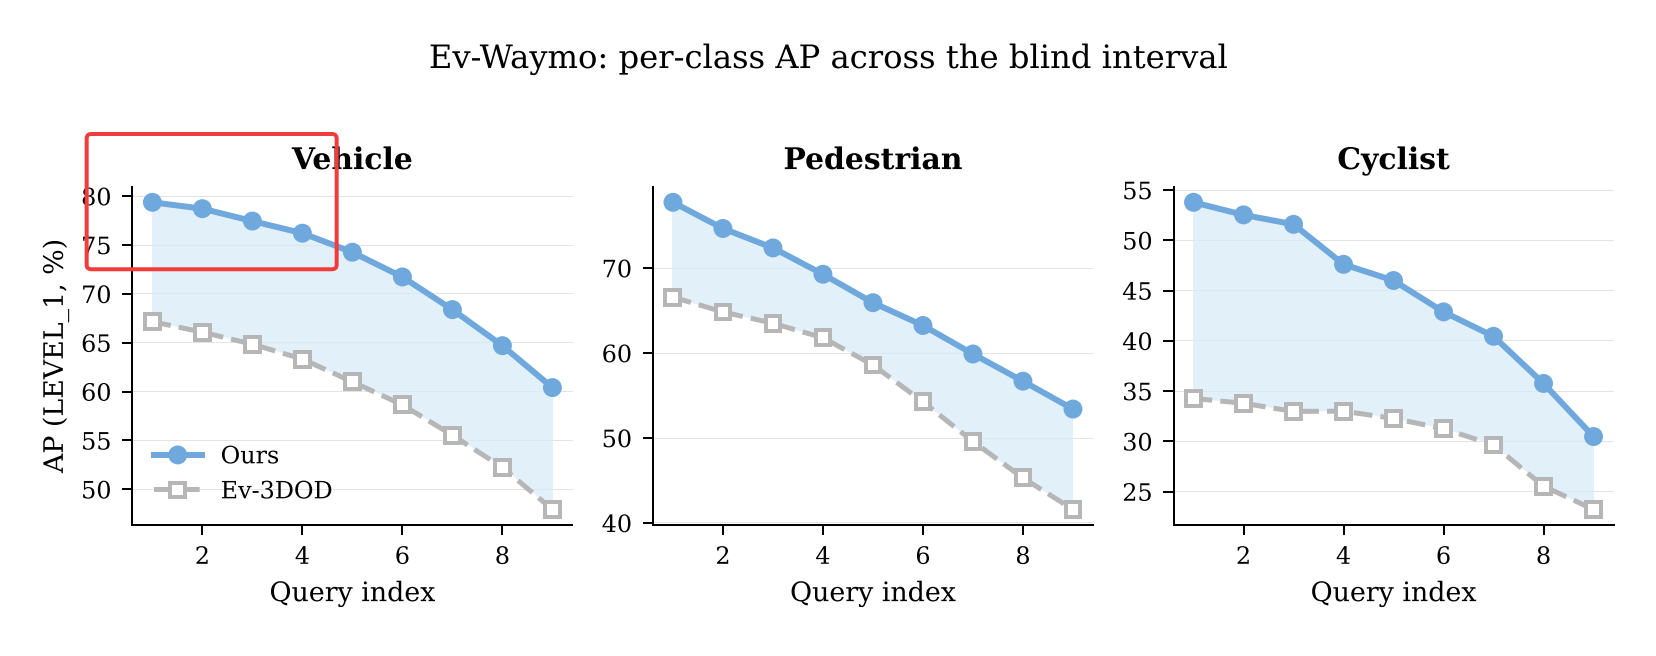 Ev-Waymo: per-class AP across the blind interval
Vehicle
AP (LEVEL_1, %)
80
75
70
65
60
55
50
Ours
Ev-3DOD
2 4 6 8
Query index
Pedestrian
70
60
50
40
2 4 6 8
Query index
Cyclist
55
50
45
40
35
30
25
2 4 6 8
Query index